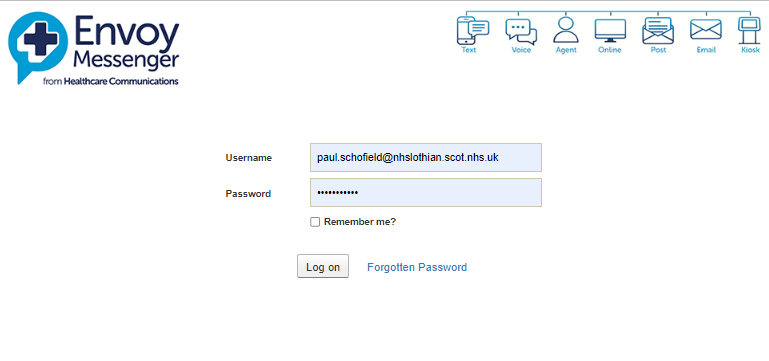 Envoy
Messenger
from Healthcare Communications
Text Voice Agent Online Post Email Kiosk
Username paul.schofield@nhslothian.scot.nhs.uk
Password •••••••••••
Remember me?
Log on Forgotten Password